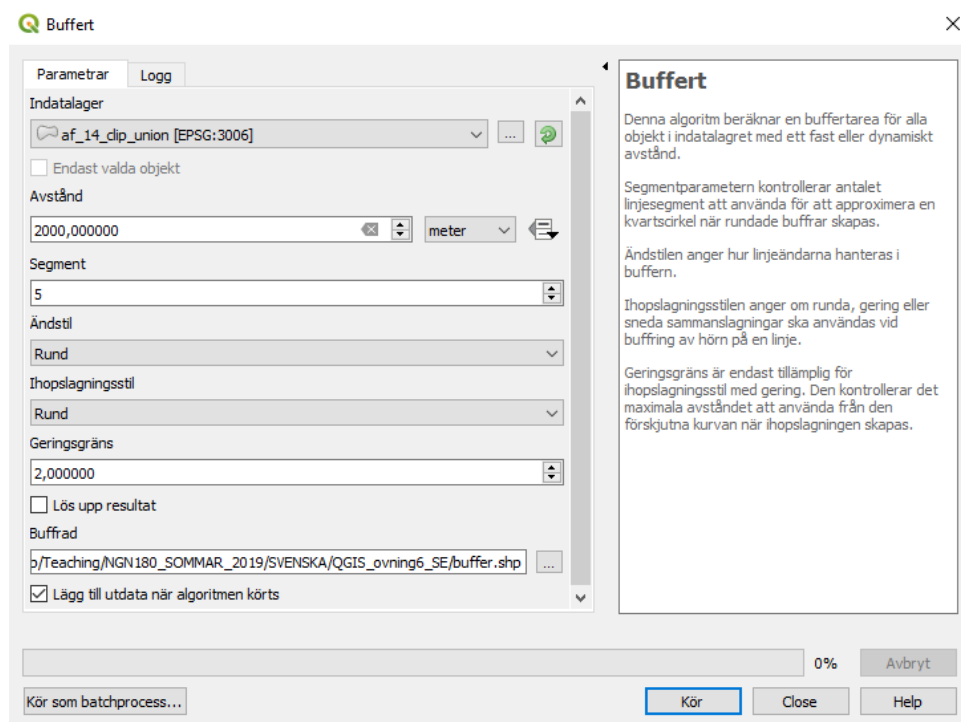 Buffert
Parametrar
Logg
Indatalager
af_14_clip_union [EPSG:3006]
...
Endast valda objekt
Avstånd
2000,000000
meter
Segment
5
Ändstil
Rund
Ihopslagningsstil
Rund
Geringsgräns
2,000000
Lös upp resultat
Buffrad
p/Teaching/NGN180_SOMMAR_2019/SVENSKA/QGIS_ovning6_SE/buffer.shp
...
Lägg till utdata när algoritmen körts
Buffert
Denna algoritm beräknar en buffertarea för alla
objekt i indatalagret med ett fast eller dynamiskt
avstånd.
Segmentparametern kontrollerar antalet
linjesegment att använda för att approximera en
kvartscirkel när rundade buffrar skapas.
Ändstilen anger hur linjeändarna hanteras i
buffern.
Ihopslagningsstilen anger om runda, gering eller
sneda sammanslagningar ska användas vid
buffring av hörn på en linje.
Geringsgräns är endast tillämplig för
ihopslagningsstil med gering. Den kontrollerar det
maximala avståndet att använda från den
förskjutna kurvan när ihopslagningen skapas.
0%
Avbryt
Kör som batchprocess...
Kör
Close
Help